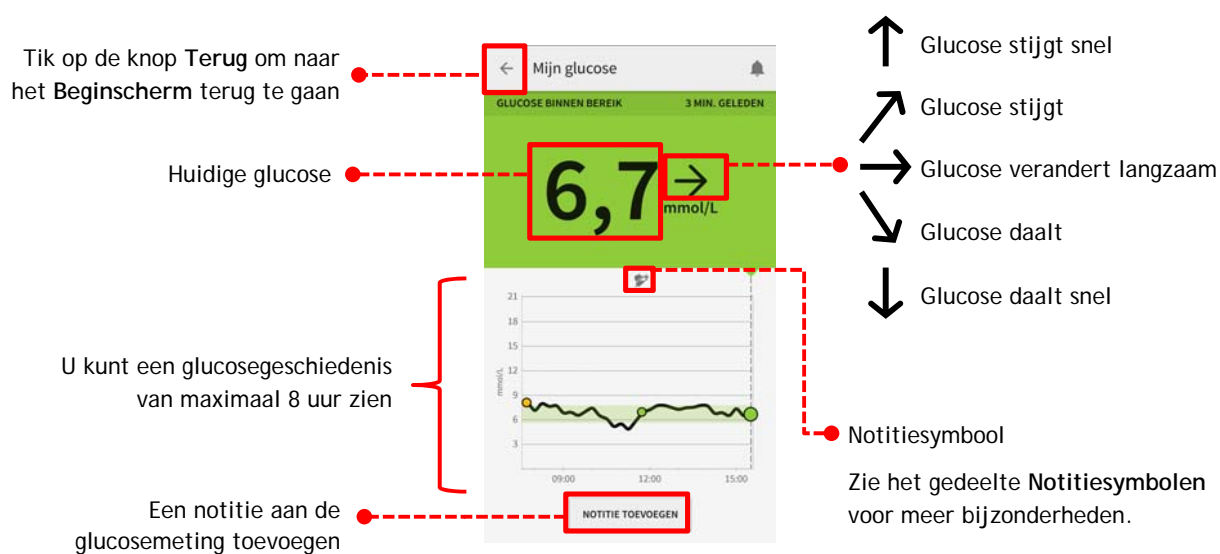 Tik op de knop Terug om naar
het Beginscherm terug te gaan
Huidige glucose
U kunt een glucosegeschiedenis
van maximaal 8 uur zien
Een notitie aan de
glucosemeting toevoegen
Mijn glucose
GLUCOSE BINNEN BEREIK 3 MIN. GELEDEN
6,7
mmol/L
mmol/L
21
18
15
12
9
6
3
09:00 12:00 15:00
NOTITIE TOEVOEGEN
Glucose stijgt snel
Glucose stijgt
Glucose verandert langzaam
Glucose daalt
Glucose daalt snel
Notitiesymbool
Zie het gedeelte Notitiesymbolen
voor meer bijzonderheden.